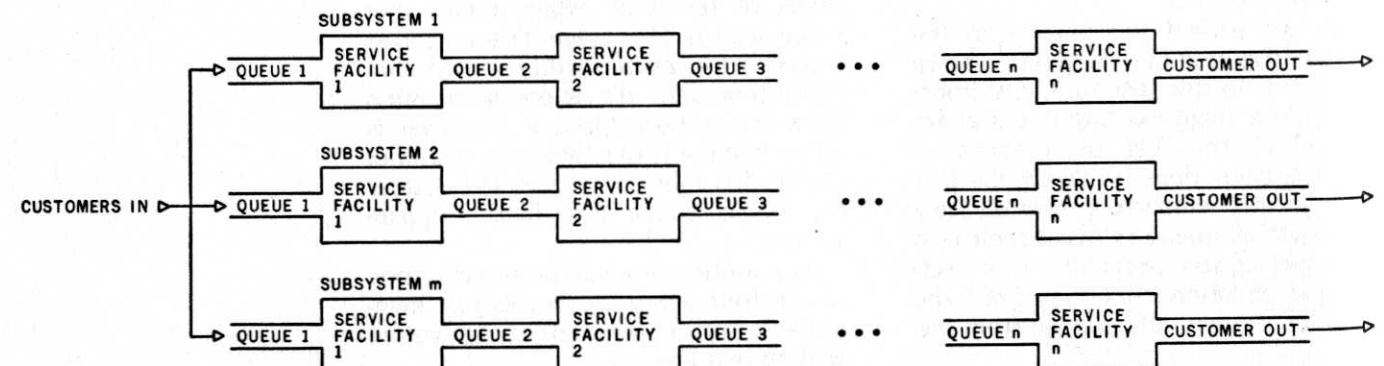 SUBSYSTEM 1
QUEUE 1 SERVICE FACILITY 1 QUEUE 2 SERVICE FACILITY 2 QUEUE 3 ••• QUEUE n SERVICE FACILITY n CUSTOMER OUT
SUBSYSTEM 2
CUSTOMERS IN QUEUE 1 SERVICE FACILITY 1 QUEUE 2 SERVICE FACILITY 2 QUEUE 3 ••• QUEUE n SERVICE FACILITY n CUSTOMER OUT
SUBSYSTEM m
QUEUE 1 SERVICE FACILITY 1 QUEUE 2 SERVICE FACILITY 2 QUEUE 3 ••• QUEUE n SERVICE FACILITY n CUSTOMER OUT